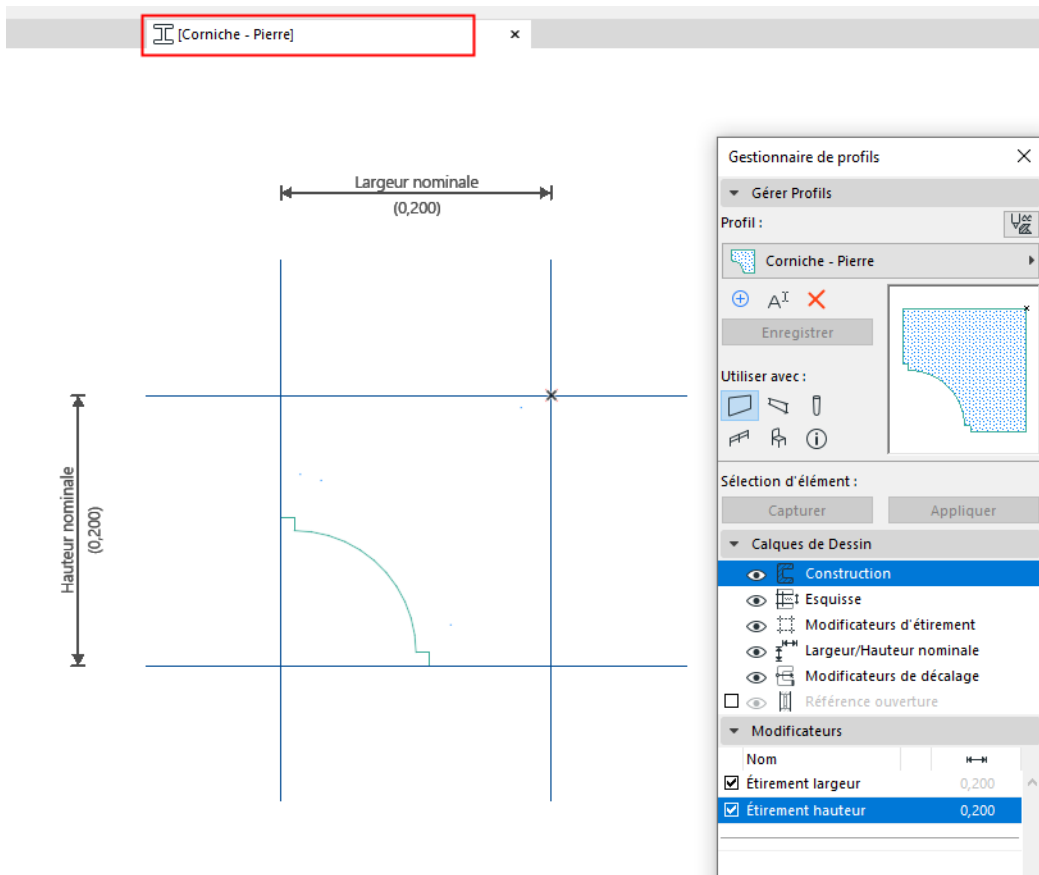 [Corniche - Pierre]
Largeur nominale
(0,200)
Hauteur nominale
(0,200)
Gestionnaire de profils
Gérer Profils
Profil :
Corniche - Pierre
Enregistrer
Utiliser avec :
Sélection d'élément :
Capturer Appliquer
Calques de Dessin
Construction
Esquisse
Modificateurs d'étirement
Largeur/Hauteur nominale
Modificateurs de décalage
Référence ouverture
Modificateurs
Nom
Étirement largeur 0,200
Étirement hauteur 0,200